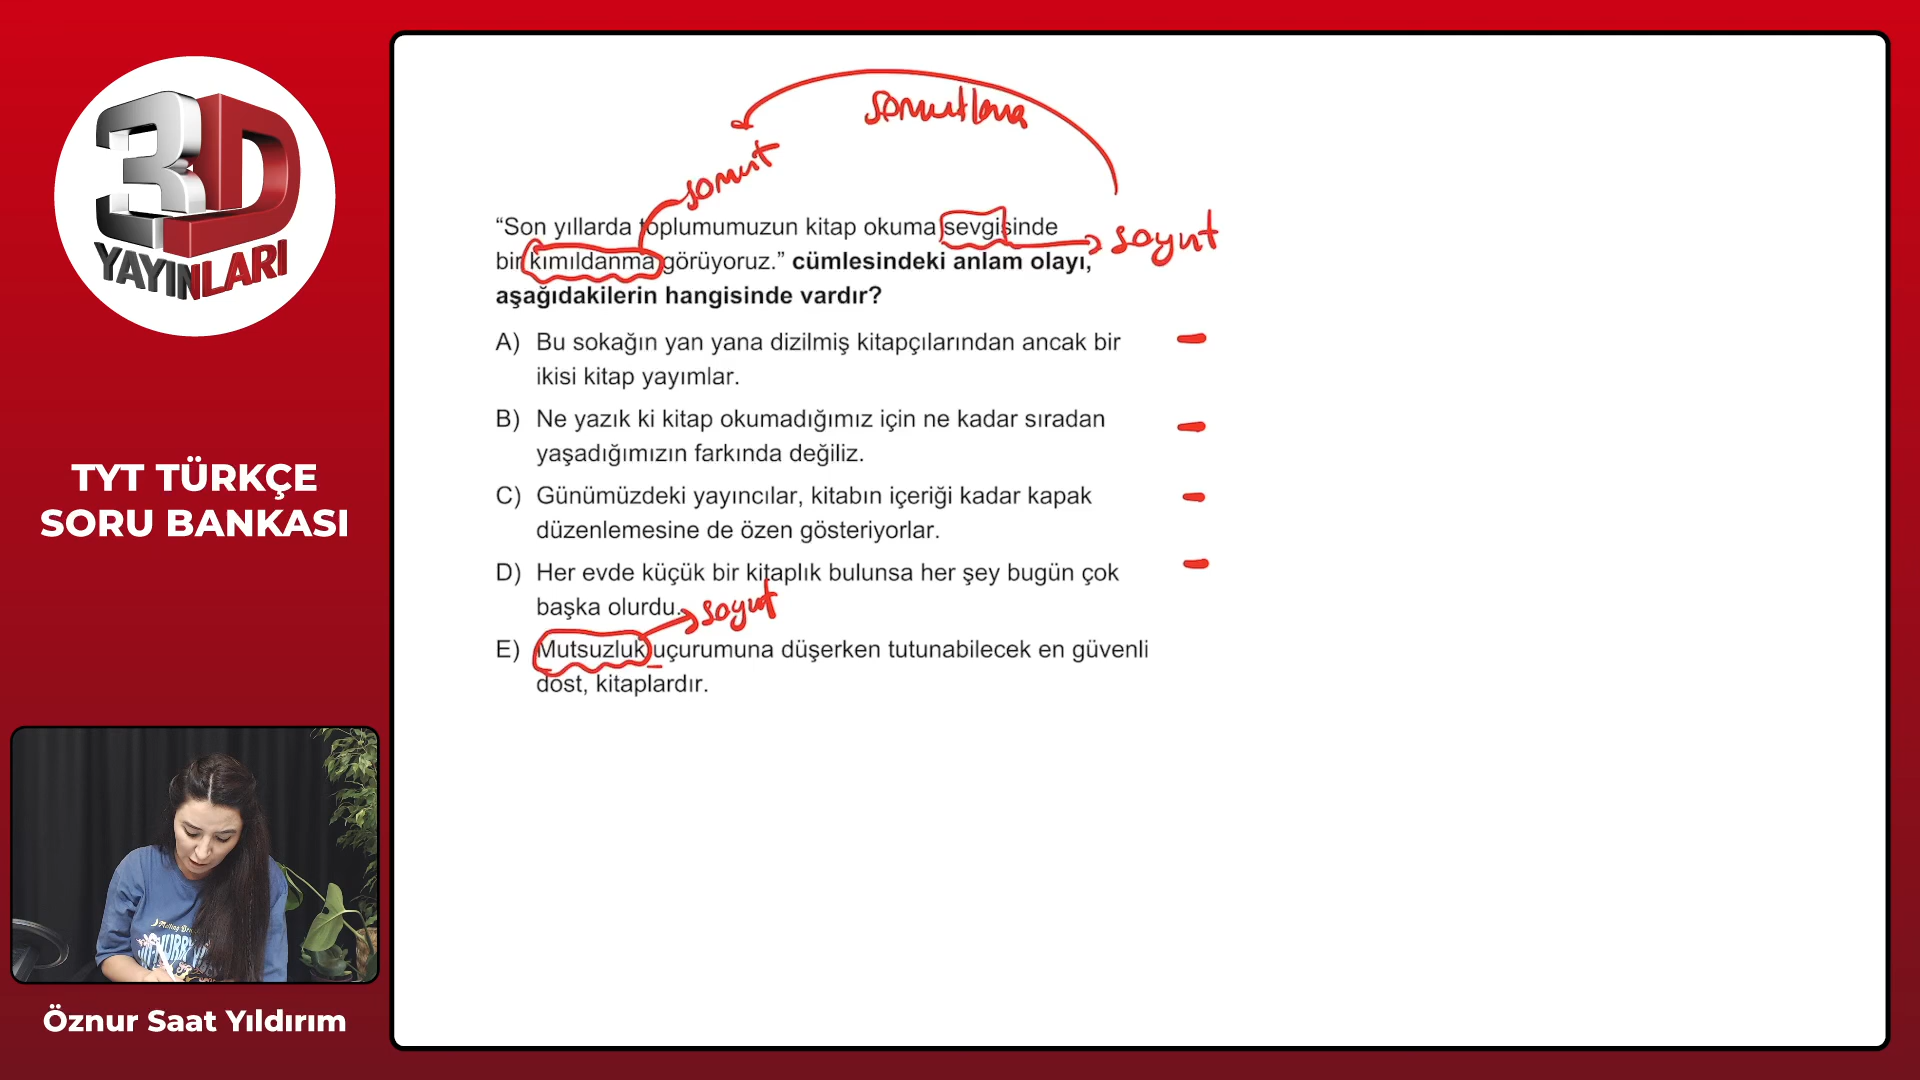 3D
YAYINLARI
TYT TÜRKÇE
SORU BANKASI
Öznur Saat Yıldırım
somutlama
somut
“Son yıllarda toplumumuzun kitap okuma sevgisinde
soyut
bir kımıldanma görüyoruz.” cümlesindeki anlam olayı,
aşağıdakilerin hangisinde vardır?
A) Bu sokağın yan yana dizilmiş kitapçılarından ancak bir
ikisi kitap yayımlar.
B) Ne yazık ki kitap okumadığımız için ne kadar sıradan
yaşadığımızın farkında değiliz.
C) Günümüzdeki yayıncılar, kitabın içeriği kadar kapak
düzenlemesine de özen gösteriyorlar.
D) Her evde küçük bir kitaplık bulunsa her şey bugün çok
başka olurdu.
soyut
E) Mutsuzluk uçurumuna düşerken tutunabilecek en güvenli
dost, kitaplardır.